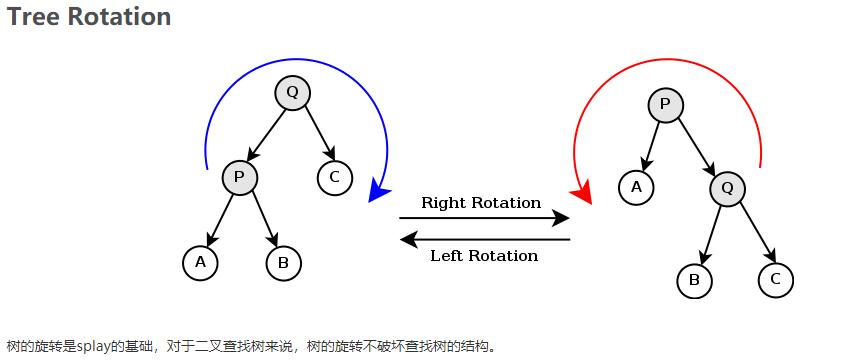 Tree Rotation
Q
P
C
A
B
Right Rotation
Left Rotation
P
A
Q
B
C
树的旋转是splay的基础，对于二叉查找树来说，树的旋转不破坏查找树的结构。